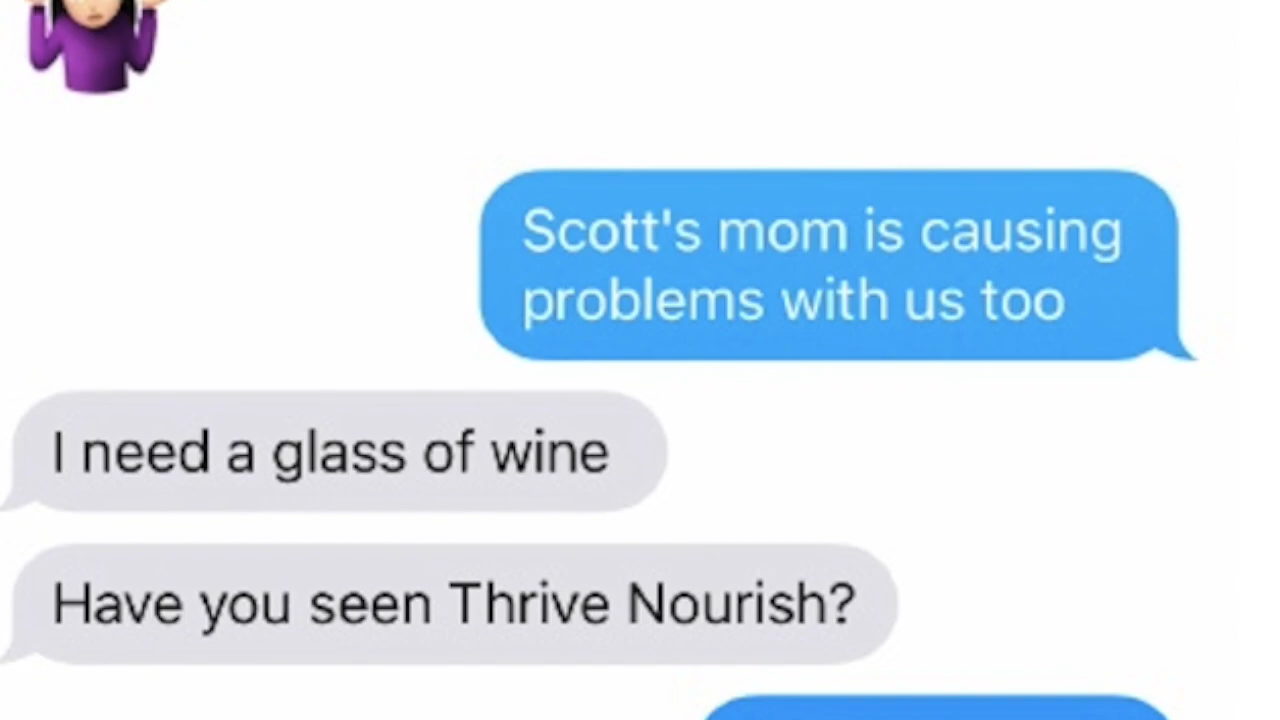 Scott's mom is causing
problems with us too
I need a glass of wine
Have you seen Thrive Nourish?